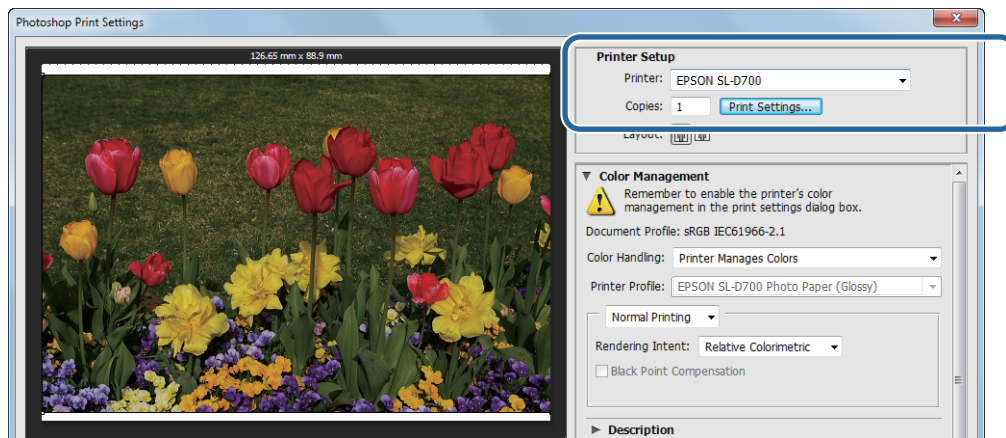 Photoshop Print Settings
126.65 mm x 88.9 mm
Printer Setup
Printer: EPSON SL-D700
Copies: 1 Print Settings...
Layout:
Color Management
Remember to enable the printer's color
management in the print settings dialog box.
Document Profile: sRGB IEC61966-2.1
Color Handling: Printer Manages Colors
Printer Profile: EPSON SL-D700 Photo Paper (Glossy)
Normal Printing
Rendering Intent: Relative Colorimetric
Black Point Compensation
Description